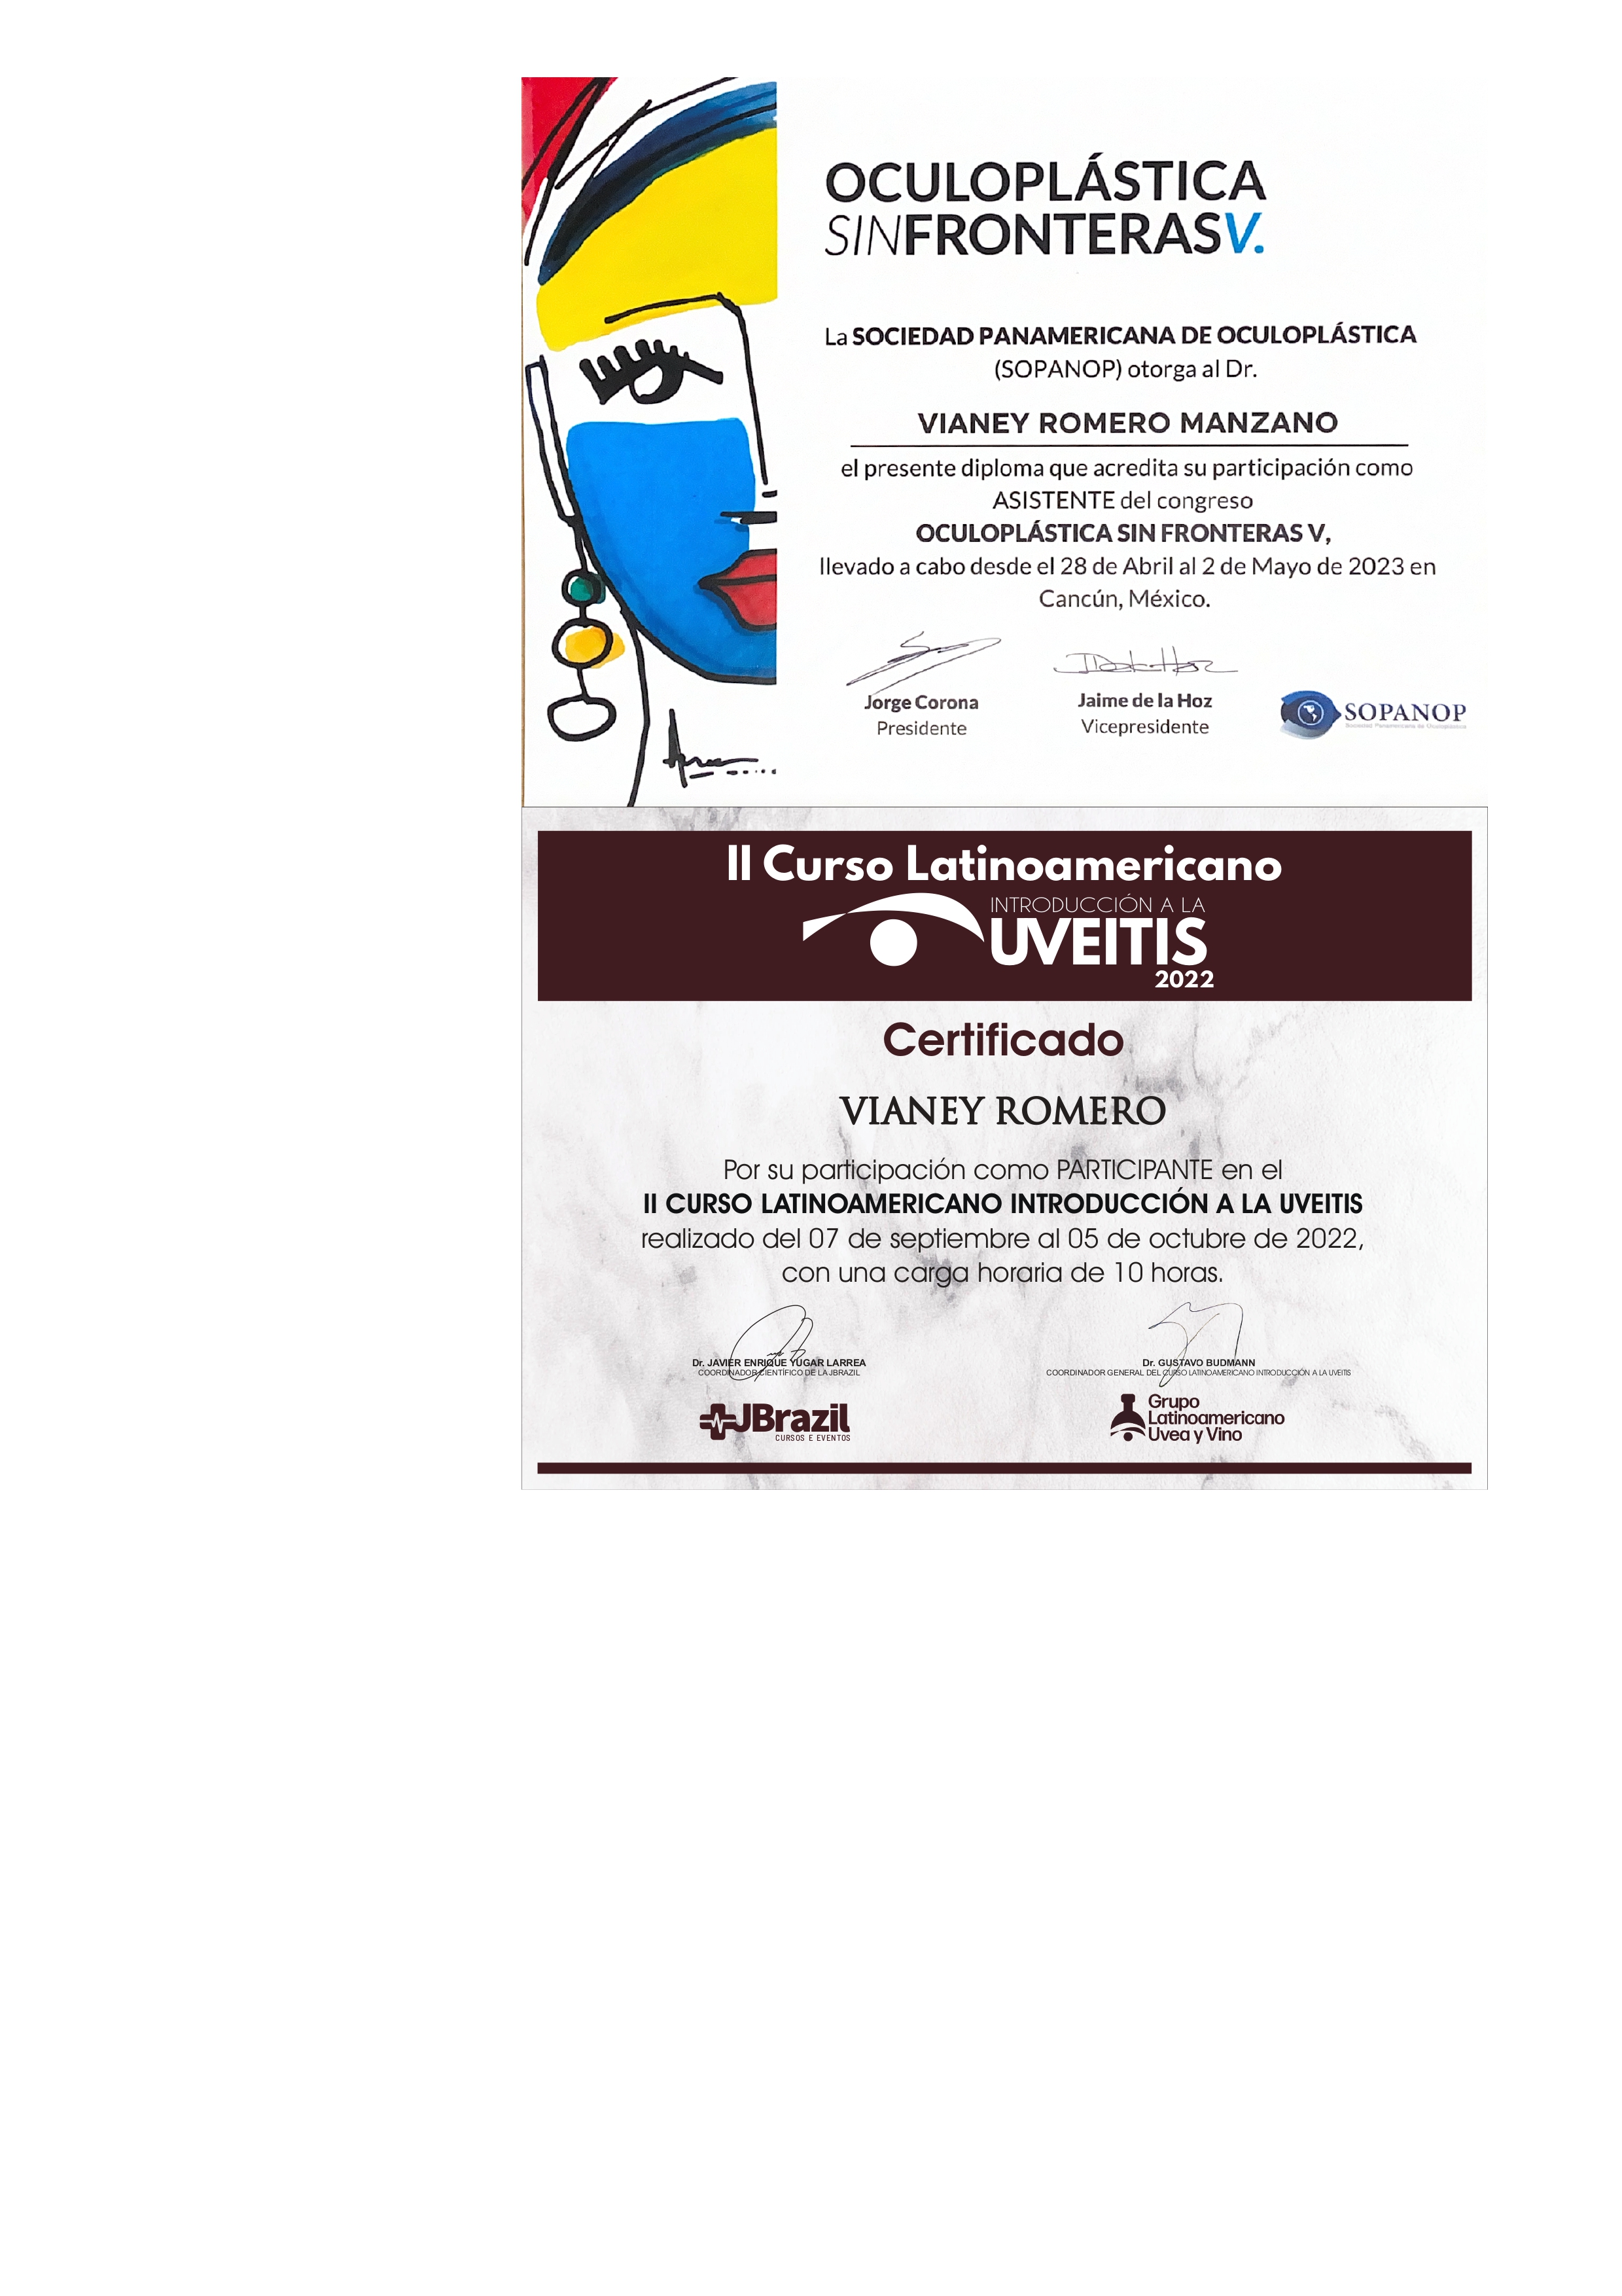 OCULOPLÁSTICA
SINFRONTERASV.
La SOCIEDAD PANAMERICANA DE OCULOPLÁSTICA
(SOPANOP) otorga al Dr.
VIANEY ROMERO MANZANO
el presente diploma que acredita su participación como
ASISTENTE del congreso
OCULOPLÁSTICA SIN FRONTERAS V,
llevado a cabo desde el 28 de Abril al 2 de Mayo de 2023 en
Cancún, México.
Jorge Corona
Presidente
Jaime de la Hoz
Vicepresidente
SOPANOP
Sociedad Panamericana de Oculoplástica
II Curso Latinoamericano
INTRODUCCIÓN A LA
UVEITIS
2022
Certificado
VIANEY ROMERO
Por su participación como PARTICIPANTE en el
II CURSO LATINOAMERICANO INTRODUCCIÓN A LA UVEITIS
realizado del 07 de septiembre al 05 de octubre de 2022,
con una carga horaria de 10 horas.
Dr. JAVIER ENRIQUE YUGAR LARREA
COORDINADOR CIENTÍFICO DE LA JBRAZIL
JBrazil
CURSOS E EVENTOS
Dr. GUSTAVO BUDMANN
COORDINADOR GENERAL DEL CURSO LATINOAMERICANO INTRODUCCIÓN A LA UVEITIS
Grupo
Latinoamericano
Uvea y Vino